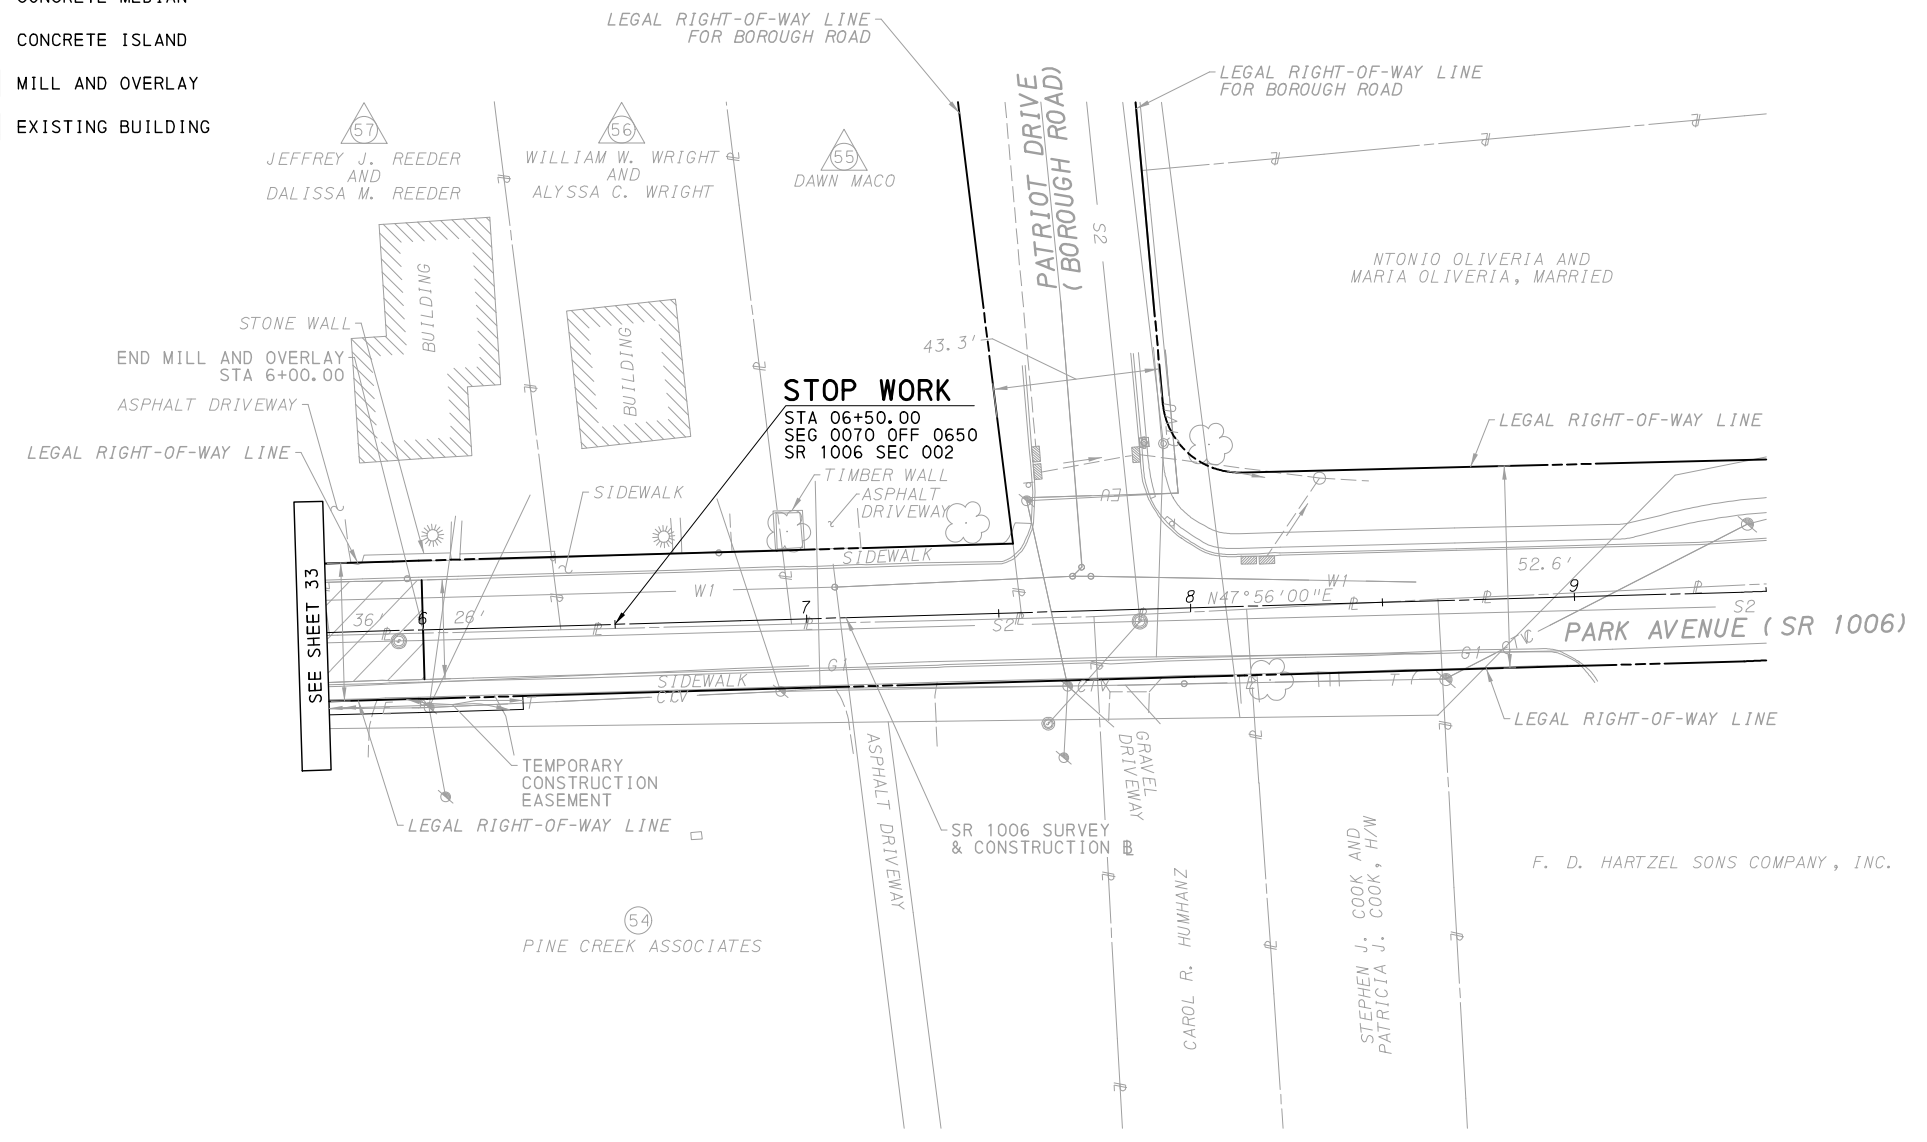 CONCRETE MEDIAN
CONCRETE ISLAND
MILL AND OVERLAY
EXISTING BUILDING
LEGAL RIGHT-OF-WAY LINE
FOR BOROUGH ROAD
LEGAL RIGHT-OF-WAY LINE
FOR BOROUGH ROAD
PATRIOT DRIVE
(BOROUGH ROAD)
57
JEFFREY J. REEDER
AND
DALISSA M. REEDER
56
WILLIAM W. WRIGHT
AND
ALYSSA C. WRIGHT
55
DAWN MACO
S2
NTONIO OLIVERIA AND
MARIA OLIVERIA, MARRIED
BUILDING
BUILDING
STONE WALL
END MILL AND OVERLAY
STA 6+00.00
ASPHALT DRIVEWAY
LEGAL RIGHT-OF-WAY LINE
43.3'
STOP WORK
STA 06+50.00
SEG 0070 OFF 0650
SR 1006 SEC 002
TIMBER WALL
ASPHALT
DRIVEWAY
SIDEWALK
LEGAL RIGHT-OF-WAY LINE
EU
SIDEWALK
SEE SHEET 33
36'
6
26'
W1
7
S2
8
N47°56'00"E
W1
52.6'
9
S2
PARK AVENUE (SR 1006)
G1
G1
SIDEWALK
T
LEGAL RIGHT-OF-WAY LINE
TEMPORARY
CONSTRUCTION
EASEMENT
LEGAL RIGHT-OF-WAY LINE
ASPHALT DRIVEWAY
GRAVEL
DRIVEWAY
SR 1006 SURVEY
& CONSTRUCTION BL
54
PINE CREEK ASSOCIATES
CAROL R. HUMHANZ
STEPHEN J. COOK AND
PATRICIA J. COOK, H/W
F. D. HARTZEL SONS COMPANY, INC.